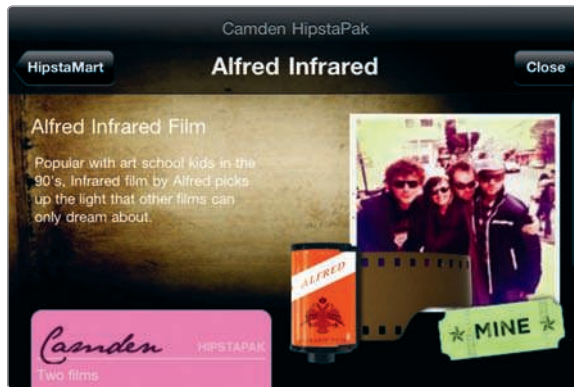 Camden HipstaPak
HipstaMart
Alfred Infrared
Close
Alfred Infrared Film
Popular with art school kids in the
90's, Infrared film by Alfred picks
up the light that other films can
only dream about.
ALFRED
MINE
Camden HIPSTAPAK
Two films